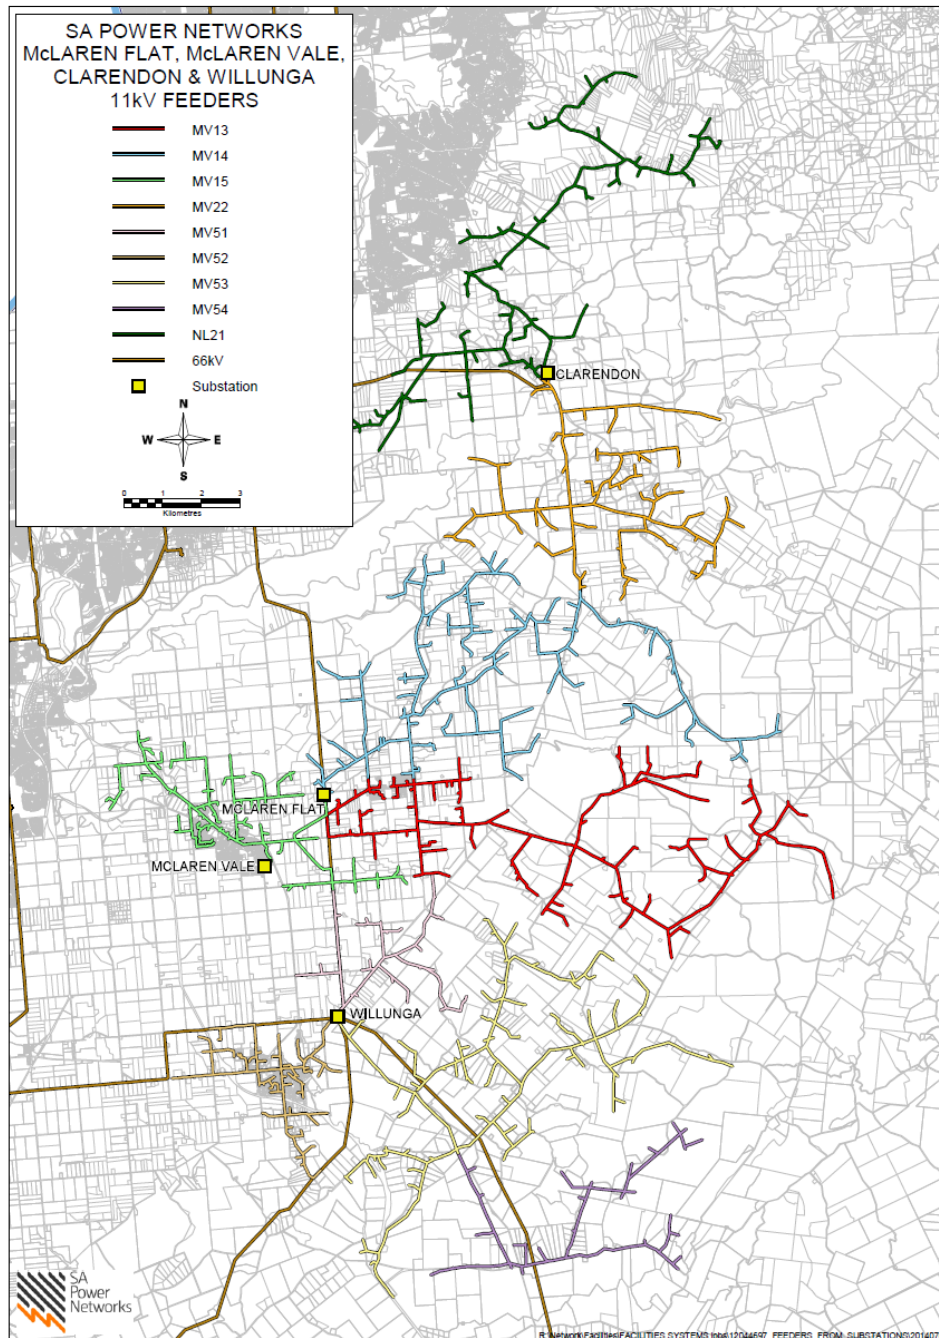 SA POWER NETWORKS
McLAREN FLAT, McLAREN VALE,
CLARENDON & WILLUNGA
11kV FEEDERS
MV13
MV14
MV15
MV22
MV51
MV52
MV53
MV54
NL21
66kV
Substation
N
W E
S
0 1 2 3
Kilometres
CLARENDON
MCLAREN FLAT
MCLAREN VALE
WILLUNGA
SA
Power
Networks